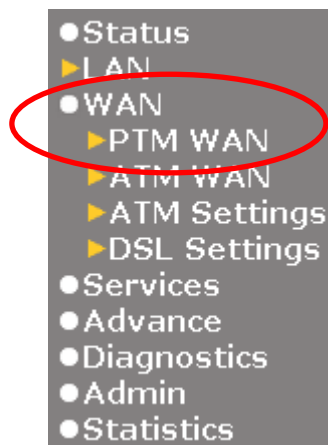 Status
LAN
WAN
PTM WAN
ATM WAN
ATM Settings
DSL Settings
Services
Advance
Diagnostics
Admin
Statistics